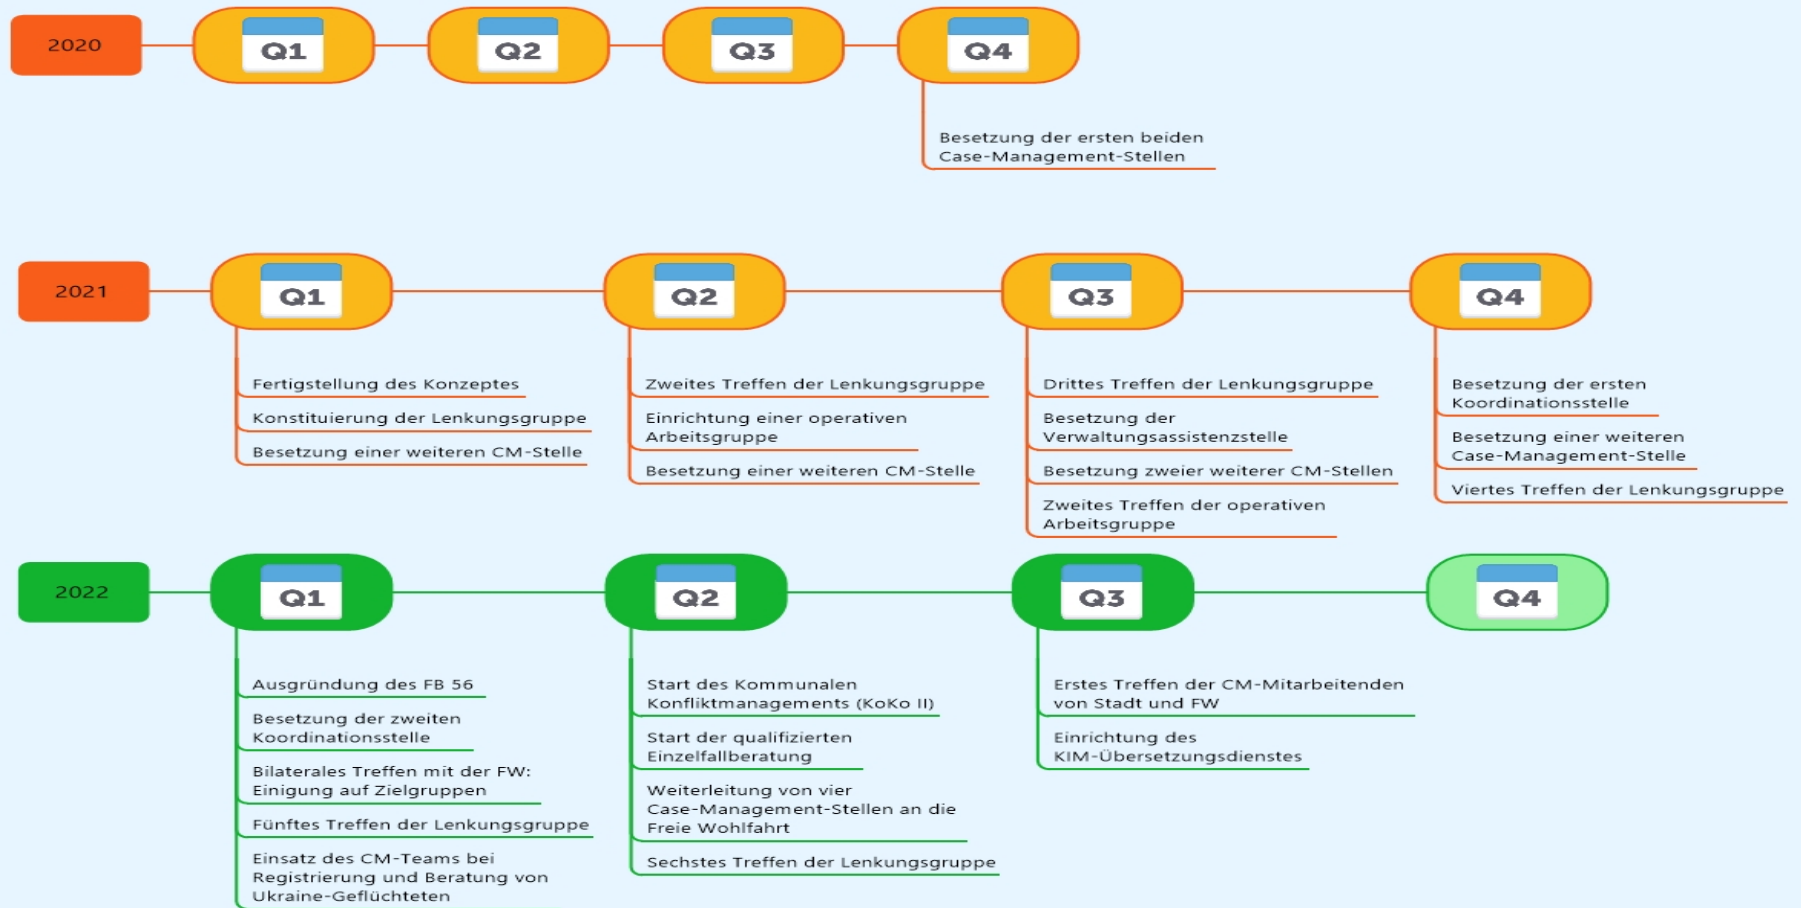 2020
Q1
Q2
Q3
Q4
Besetzung der ersten beiden
Case-Management-Stellen
2021
Q1
Fertigstellung des Konzeptes
Konstituierung der Lenkungsgruppe
Besetzung einer weiteren CM-Stelle
Q2
Zweites Treffen der Lenkungsgruppe
Einrichtung einer operativen
Arbeitsgruppe
Besetzung einer weiteren CM-Stelle
Q3
Drittes Treffen der Lenkungsgruppe
Besetzung der
Verwaltungsassistenzstelle
Besetzung zweier weiterer CM-Stellen
Zweites Treffen der operativen
Arbeitsgruppe
Q4
Besetzung der ersten
Koordinationsstelle
Besetzung einer weiteren
Case-Management-Stelle
Viertes Treffen der Lenkungsgruppe
2022
Q1
Ausgründung des FB 56
Besetzung der zweiten
Koordinationsstelle
Bilaterales Treffen mit der FW:
Einigung auf Zielgruppen
Fünftes Treffen der Lenkungsgruppe
Einsatz des CM-Teams bei
Registrierung und Beratung von
Ukraine-Geflüchteten
Q2
Start des Kommunalen
Konfliktmanagements (KoKo II)
Start der qualifizierten
Einzelfallberatung
Weiterleitung von vier
Case-Management-Stellen an die
Freie Wohlfahrt
Sechstes Treffen der Lenkungsgruppe
Q3
Erstes Treffen der CM-Mitarbeitenden
von Stadt und FW
Einrichtung des
KIM-Übersetzungsdienstes
Q4